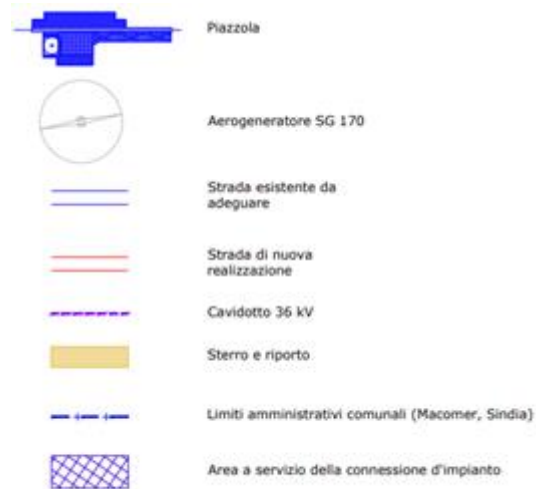 Piazzola
Aerogeneratore SG 170
Strada esistente da
adeguare
Strada di nuova
realizzazione
Cavidotto 36 kV
Sterro e riporto
Limiti amministrativi comunali (Macomer, Sindia)
Area a servizio della connessione d'impianto